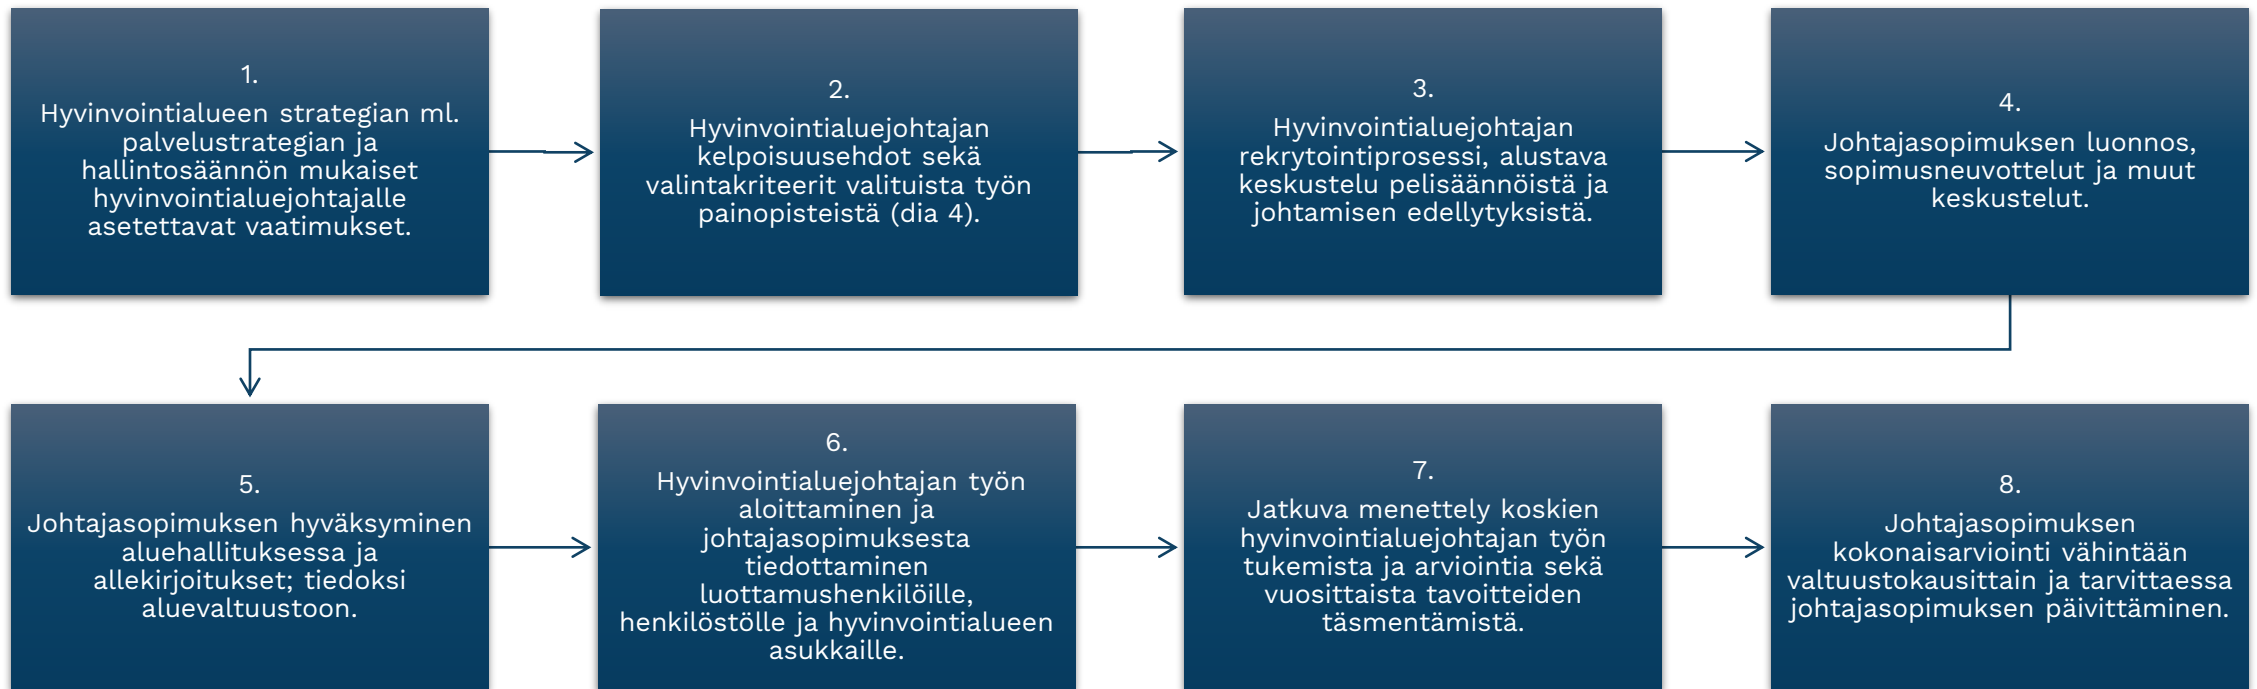 1.
Hyvinvointialueen strategian ml.
palvelustrategian ja
hallintosäännön mukaiset
hyvinvointialuejohtajalle
asetettavat vaatimukset.
2.
Hyvinvointialuejohtajan
kelpoisuusehdot sekä
valintakriteerit valituista työn
painopisteistä (dia 4).
3.
Hyvinvointialuejohtajan
rekrytointiprosessi, alustava
keskustelu pelisäännöistä ja
johtamisen edellytyksistä.
4.
Johtajasopimuksen luonnos,
sopimusneuvottelut ja muut
keskustelut.
5.
Johtajasopimuksen hyväksyminen
aluehallituksessa ja
allekirjoitukset; tiedoksi
aluevaltuustoon.
6.
Hyvinvointialuejohtajan työn
aloittaminen ja
johtajasopimuksesta
tiedottaminen
luottamushenkilöille,
henkilöstölle ja hyvinvointialueen
asukkaille.
7.
Jatkuva menettely koskien
hyvinvointialuejohtajan työn
tukemista ja arviointia sekä
vuosittaista tavoitteiden
täsmentämistä.
8.
Johtajasopimuksen
kokonaisarviointi vähintään
valtuustokausittain ja tarvittaessa
johtajasopimuksen päivittäminen.